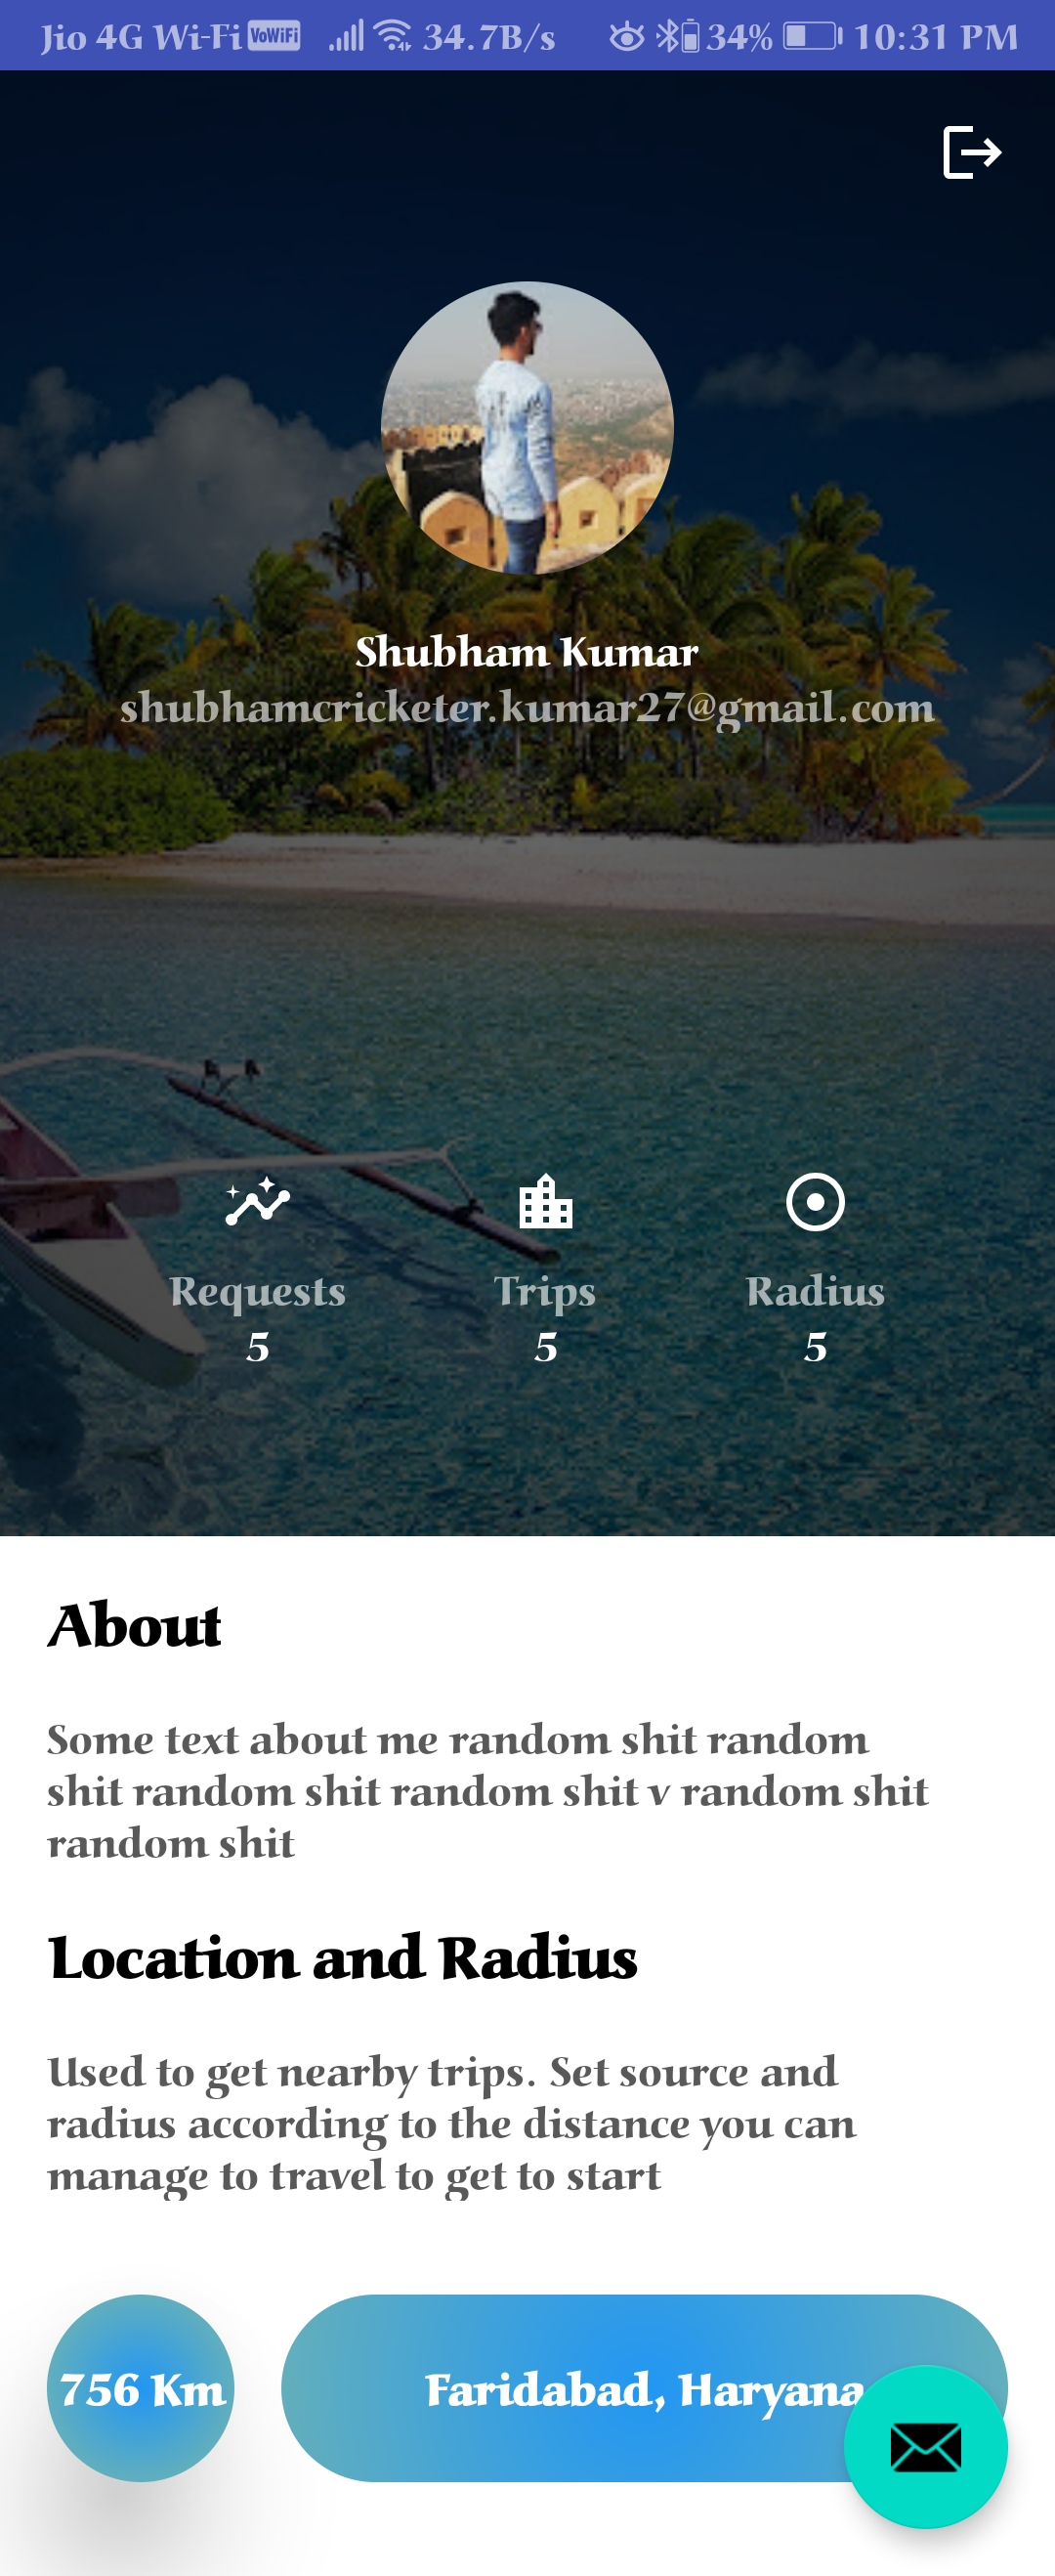 Jio 4G Wi-Fi VoWiFi 34.7B/s 34% 10:31 PM
Shubham Kumar
shubhamcricketer.kumar27@gmail.com
Requests Trips Radius
5 5 5
About
Some text about me random shit random
shit random shit random shit v random shit
random shit
Location and Radius
Used to get nearby trips. Set source and
radius according to the distance you can
manage to travel to get to start
756 Km Faridabad, Haryana